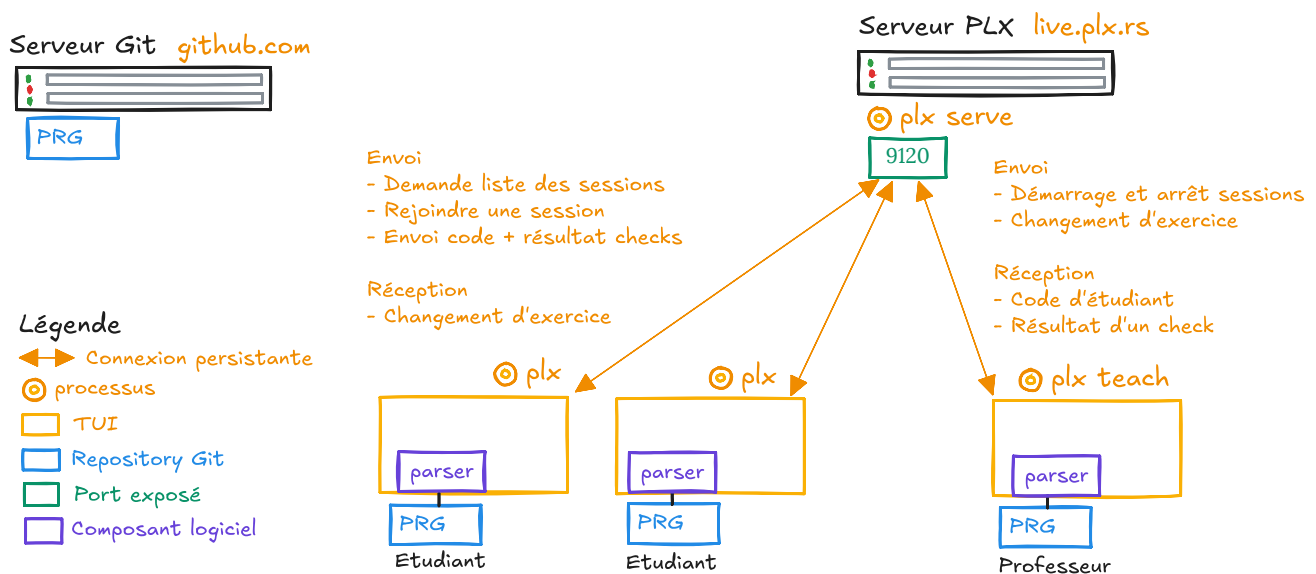 Serveur Git github.com
PRG
Serveur PLX live.plx.rs
plx serve
9120
Envoi
- Demande liste des sessions
- Rejoindre une session
- Envoi code + résultat checks
Réception
- Changement d'exercice
Envoi
- Démarrage et arrêt sessions
- Changement d'exercice
Réception
- Code d'étudiant
- Résultat d'un check
Légende
Connexion persistante
processus
TUI
Repository Git
Port exposé
Composant logiciel
plx
parser
PRG
Etudiant
plx
parser
PRG
Etudiant
plx teach
parser
PRG
Professeur